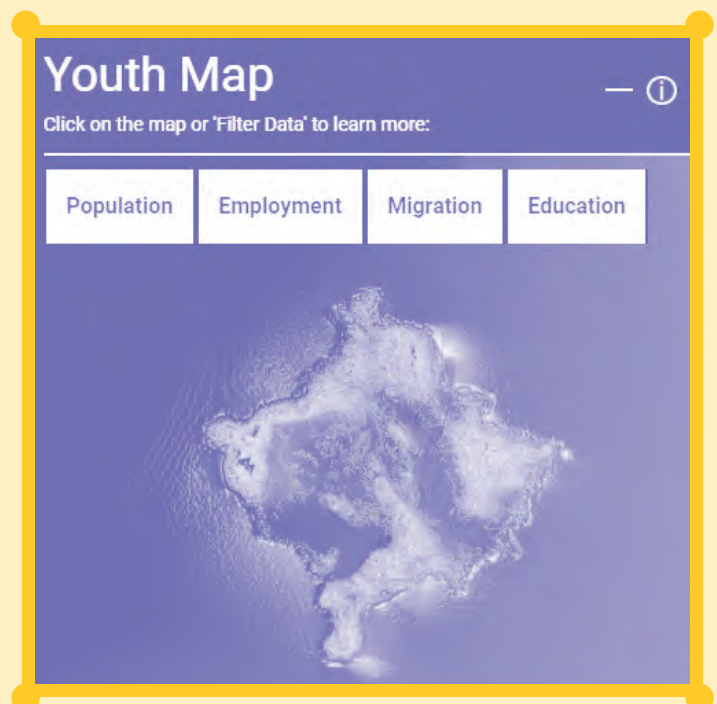 Youth Map
Click on the map or 'Filter Data' to learn more:
Population Employment Migration Education